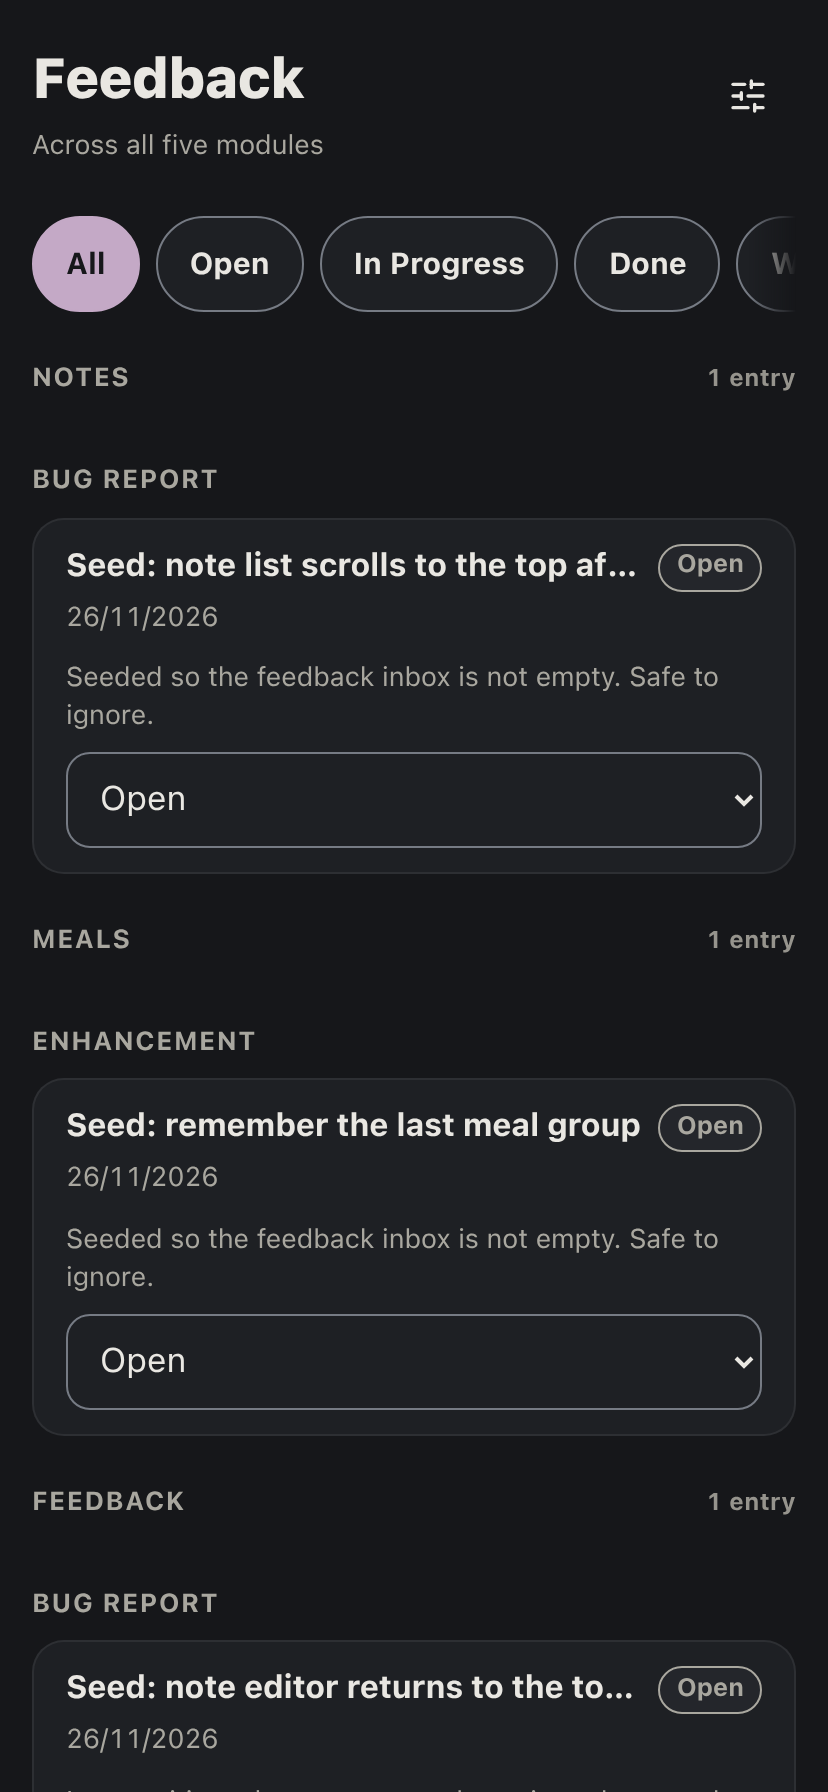 Feedback
Across all five modules
All
Open
In Progress
Done
NOTES
1 entry
BUG REPORT
Seed: note list scrolls to the top af...
Open
26/11/2026
Seeded so the feedback inbox is not empty. Safe to
ignore.
Open
MEALS
1 entry
ENHANCEMENT
Seed: remember the last meal group
Open
26/11/2026
Seeded so the feedback inbox is not empty. Safe to
ignore.
Open
FEEDBACK
1 entry
BUG REPORT
Seed: note editor returns to the to...
Open
26/11/2026